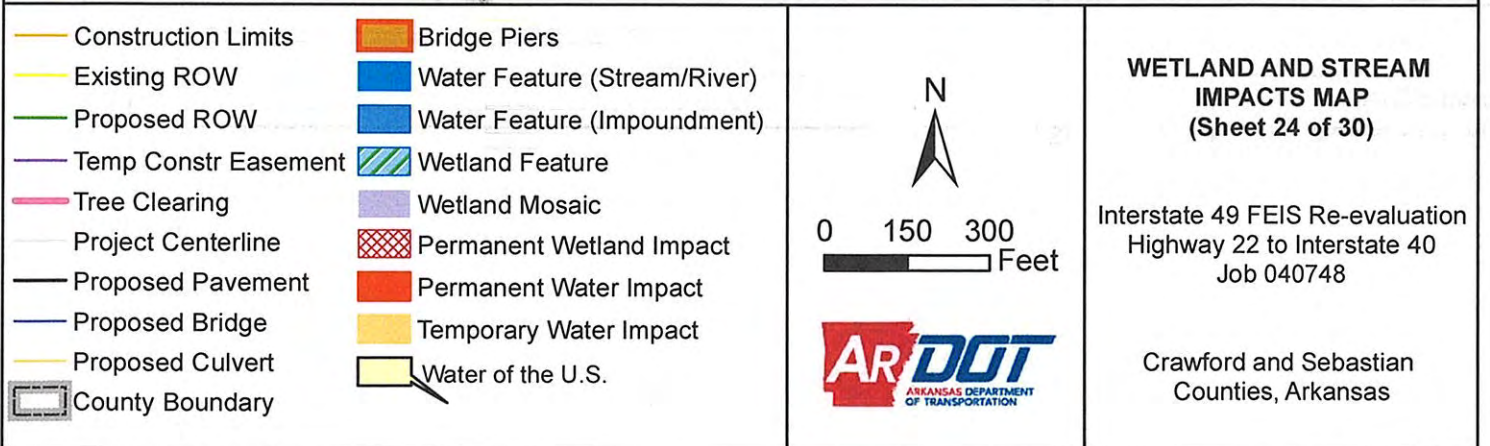 Construction Limits
Existing ROW
Proposed ROW
Temp Constr Easement
Tree Clearing
Project Centerline
Proposed Pavement
Proposed Bridge
Proposed Culvert
County Boundary
Bridge Piers
Water Feature (Stream/River)
Water Feature (Impoundment)
Wetland Feature
Wetland Mosaic
Permanent Wetland Impact
Permanent Water Impact
Temporary Water Impact
Water of the U.S.
N
0 150 300
Feet
ARDOT
ARKANSAS DEPARTMENT
OF TRANSPORTATION
WETLAND AND STREAM
IMPACTS MAP
(Sheet 24 of 30)
Interstate 49 FEIS Re-evaluation
Highway 22 to Interstate 40
Job 040748
Crawford and Sebastian
Counties, Arkansas